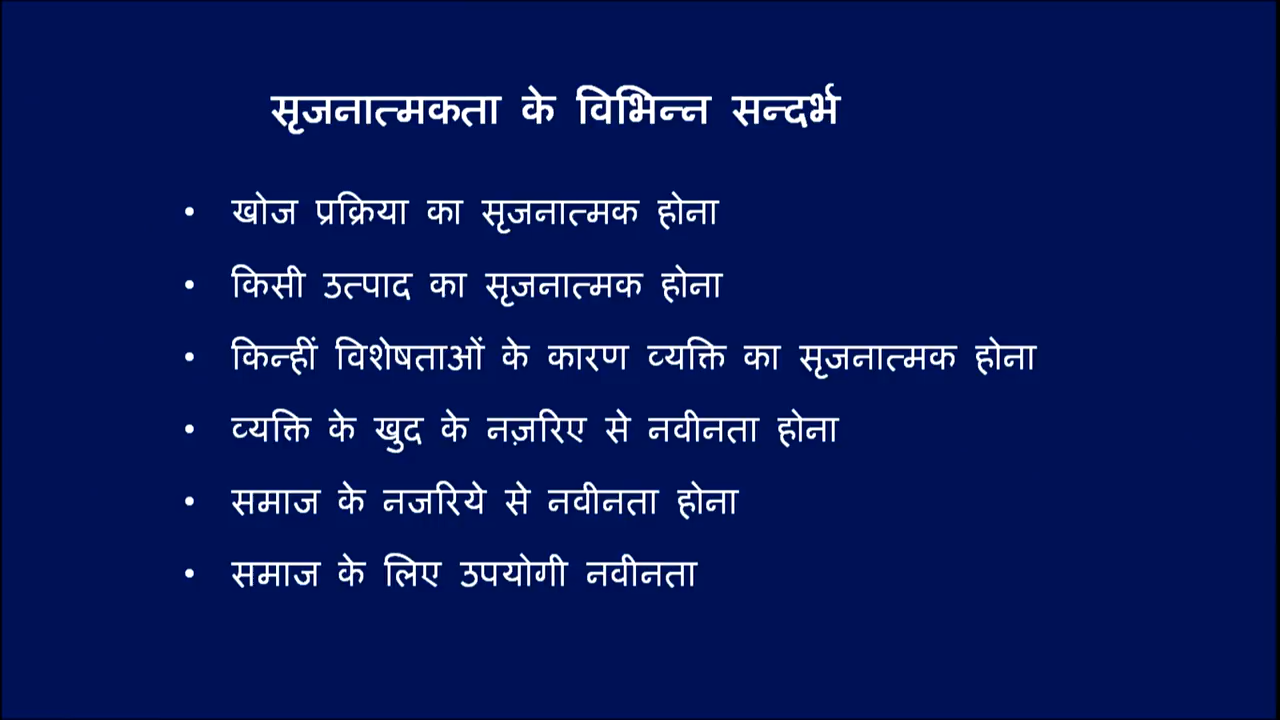 सृजनात्मकता के विभिन्न सन्दर्भ
• खोज प्रक्रिया का सृजनात्मक होना
• किसी उत्पाद का सृजनात्मक होना
• किन्हीं विशेषताओं के कारण व्यक्ति का सृजनात्मक होना
• व्यक्ति के खुद के नज़रिए से नवीनता होना
• समाज के नजरिये से नवीनता होना
• समाज के लिए उपयोगी नवीनता